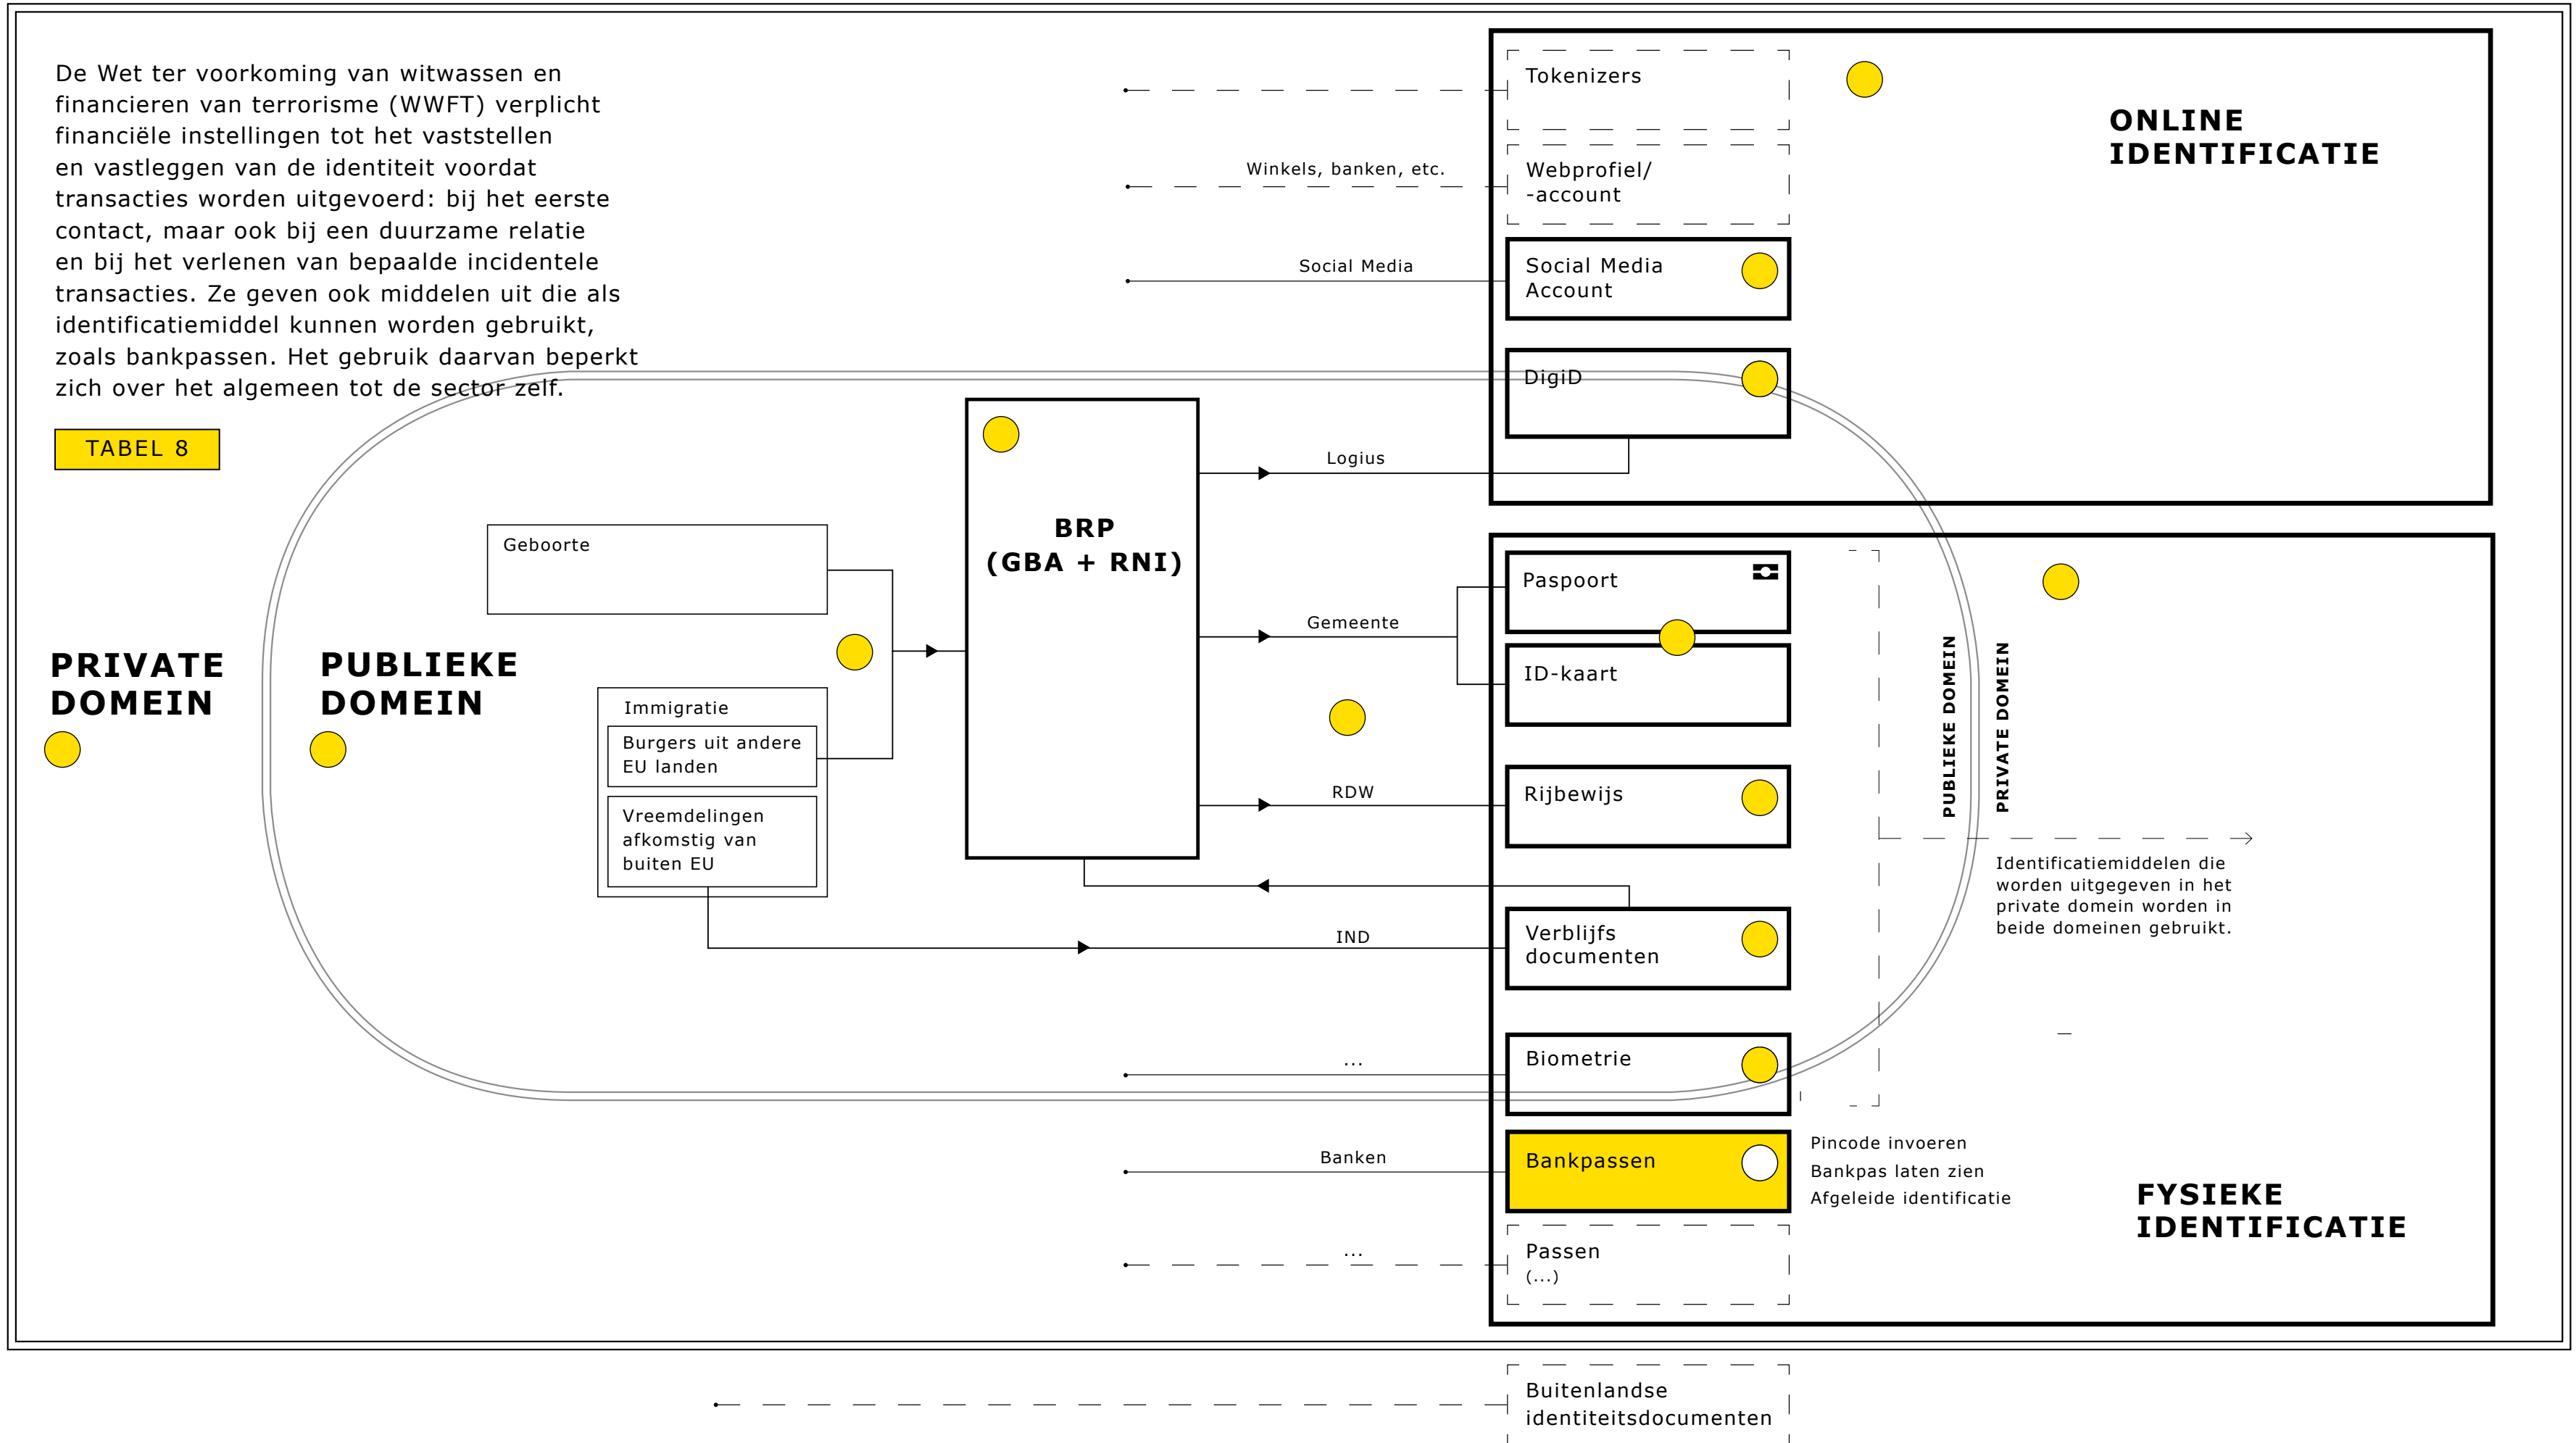 De Wet ter voorkoming van witwassen en
financieren van terrorisme (WWFT) verplicht
financiële instellingen tot het vaststellen
en vastleggen van de identiteit voordat
transacties worden uitgevoerd: bij het eerste
contact, maar ook bij een duurzame relatie
en bij het verlenen van bepaalde incidentele
transacties. Ze geven ook middelen uit die als
identificatiemiddel kunnen worden gebruikt,
zoals bankpassen. Het gebruik daarvan beperkt
zich over het algemeen tot de sector zelf.
TABEL 8
PRIVATE
DOMEIN
PUBLIEKE
DOMEIN
Geboorte
Immigratie
Burgers uit andere
EU landen
Vreemdelingen
afkomstig van
buiten EU
BRP
(GBA + RNI)
Winkels, banken, etc.
Social Media
Logius
Gemeente
RDW
IND
...
Banken
...
Tokenizers
Webprofiel/
-account
Social Media
Account
DigiD
ONLINE
IDENTIFICATIE
Paspoort
ID-kaart
Rijbewijs
Verblijfs
documenten
Biometrie
Bankpassen
Passen
(...)
PUBLIEKE DOMEIN
PRIVATE DOMEIN
Identificatiemiddelen die
worden uitgegeven in het
private domein worden in
beide domeinen gebruikt.
Pincode invoeren
Bankpas laten zien
Afgeleide identificatie
FYSIEKE
IDENTIFICATIE
Buitenlandse
identiteitsdocumenten